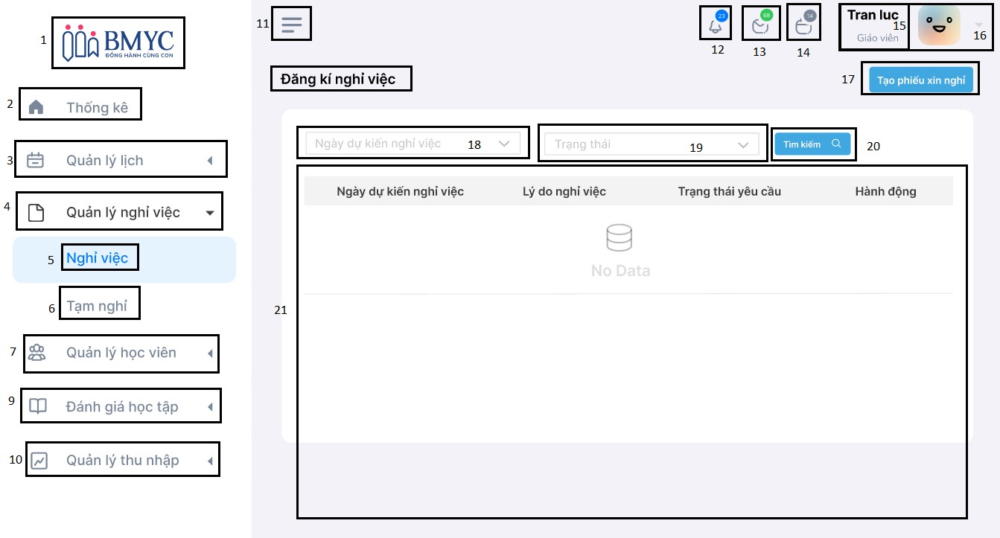 1
BMYC
ĐỒNG HÀNH CÙNG CON
2
Thống kê
3
Quản lý lịch
4
Quản lý nghỉ việc
5
Nghỉ việc
6
Tạm nghỉ
7
Quản lý học viên
9
Đánh giá học tập
10
Quản lý thu nhập
11
23
12
68
13
14
14
Tran luc
Giáo viên
15
16
Đăng kí nghỉ việc
17
Tạo phiếu xin nghỉ
Ngày dự kiến nghỉ việc
18
Trạng thái
19
Tìm kiếm
20
21
Ngày dự kiến nghỉ việc Lý do nghỉ việc Trạng thái yêu cầu Hành động
No Data